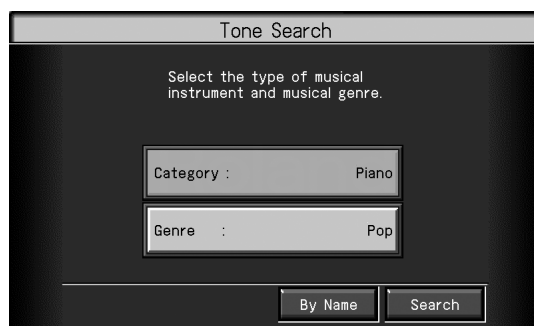 Tone Search
Select the type of musical
instrument and musical genre.
Category : Piano
Genre : Pop
By Name Search